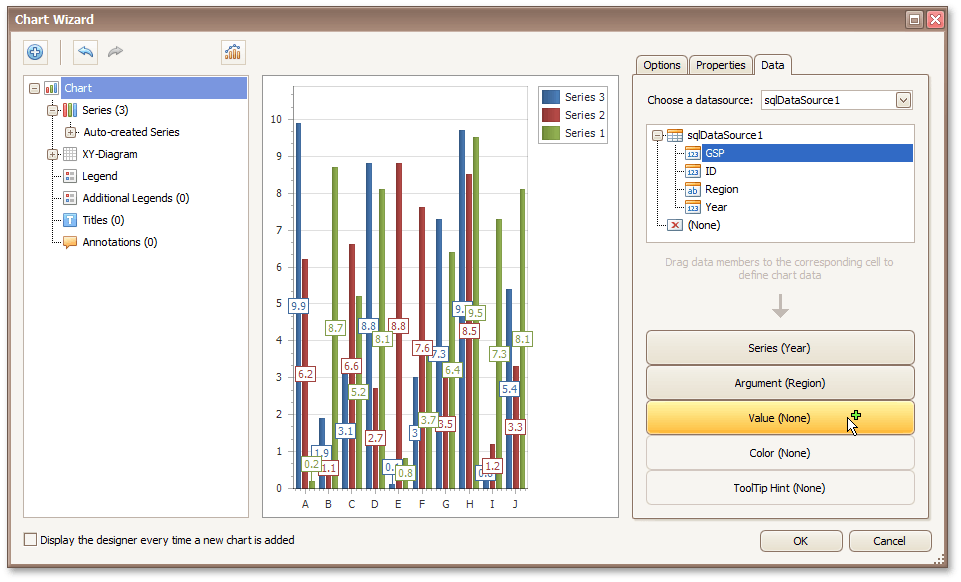 Chart Wizard
Chart
Series (3)
Auto-created Series
XY-Diagram
Legend
Additional Legends (0)
Titles (0)
Annotations (0)
10
9
8
7
6
5
4
3
2
1
0
9.9
6.2
0.2
1.9
1.1
8.7
3.1
6.6
5.2
8.8
2.7
8.1
8.8
0.8
3
7.6
3.7
7.3
3.5
6.4
8.5
9.5
1.2
7.3
5.4
3.3
8.1
A B C D E F G H I J
Series 3
Series 2
Series 1
Options Properties Data
Choose a datasource: sqlDataSource1
sqlDataSource1
123 GSP
123 ID
ab Region
123 Year
(None)
Drag data members to the corresponding cell to
define chart data
Series (Year)
Argument (Region)
Value (None)
Color (None)
ToolTip Hint (None)
Display the designer every time a new chart is added
OK Cancel